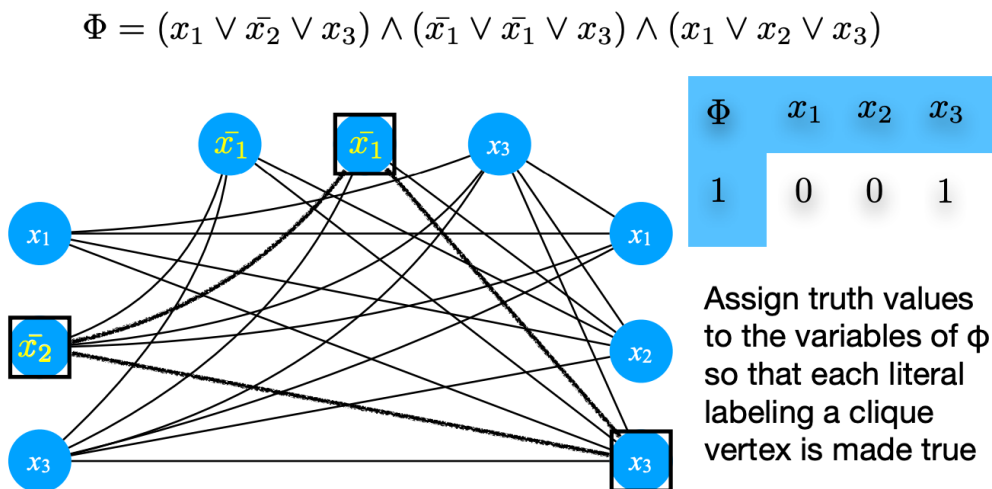 Φ = (x₁ ∨ x̄₂ ∨ x₃) ∧ (x̄₁ ∨ x̄₁ ∨ x₃) ∧ (x₁ ∨ x₂ ∨ x₃)
x̄₁ x̄₁ x₃
x₁ x₁
x̄₂ x₂
x₃ x₃
Φ x₁ x₂ x₃
1 0 0 1
Assign truth values
to the variables of ϕ
so that each literal
labeling a clique
vertex is made true